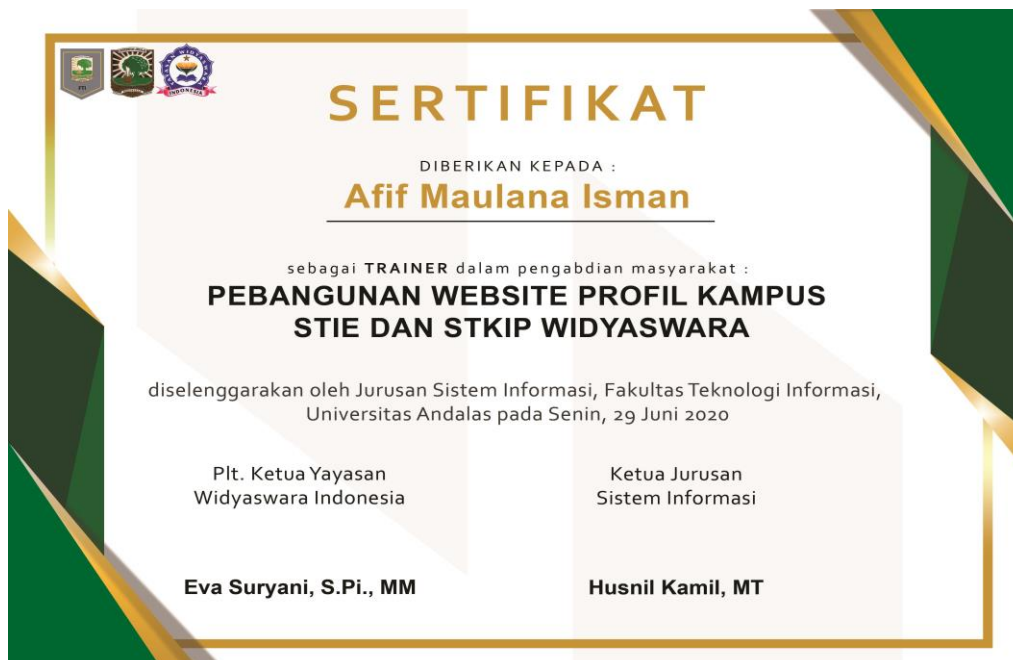 FTI
SERTIFIKAT
DIBERIKAN KEPADA :
Afif Maulana Isman
sebagai TRAINER dalam pengabdian masyarakat :
PEBANGUNAN WEBSITE PROFIL KAMPUS
STIE DAN STKIP WIDYASWARA
diselenggarakan oleh Jurusan Sistem Informasi, Fakultas Teknologi Informasi,
Universitas Andalas pada Senin, 29 Juni 2020
Plt. Ketua Yayasan
Widyaswara Indonesia
Ketua Jurusan
Sistem Informasi
Eva Suryani, S.Pi., MM
Husnil Kamil, MT